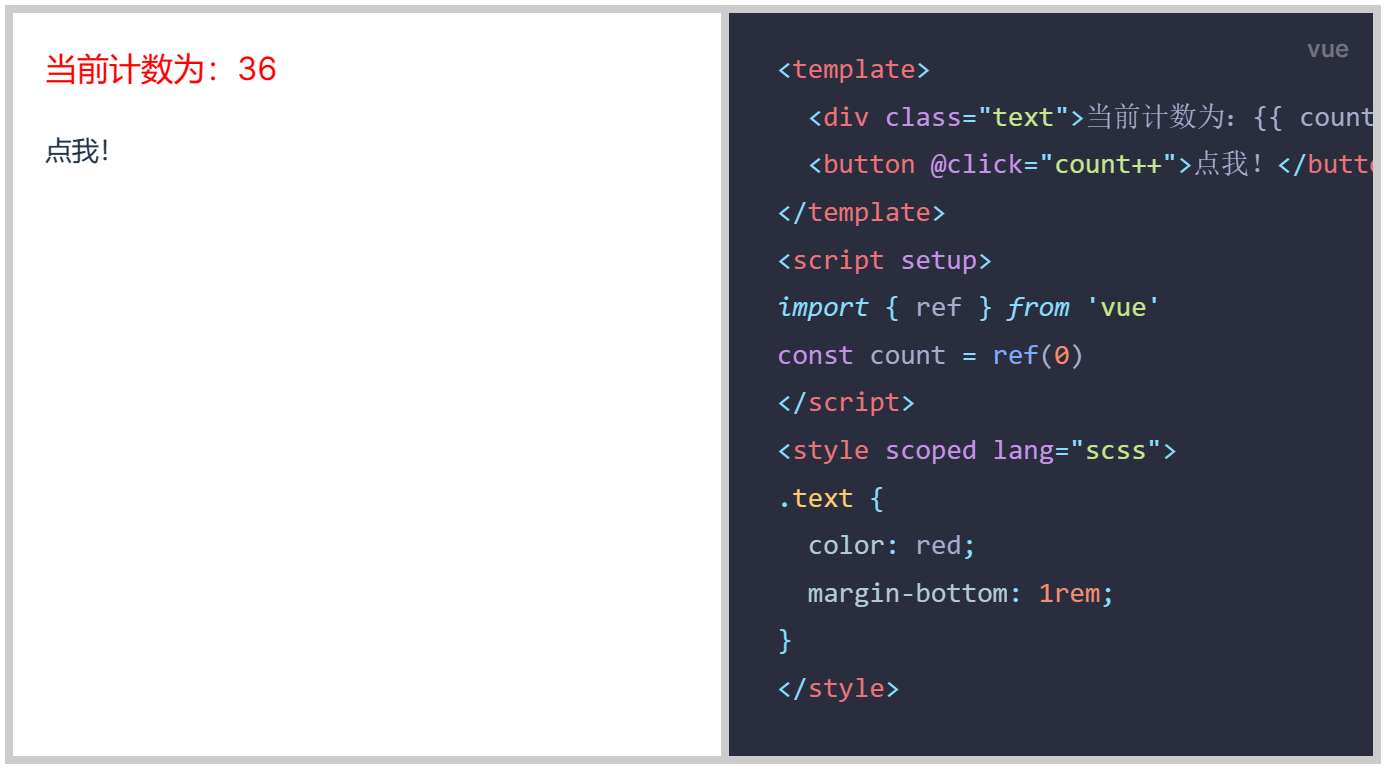 当前计数为：36
点我！
vue
<template>
  <div class="text">当前计数为：{{ count
  <button @click="count++">点我！</butt
</template>
<script setup>
import { ref } from 'vue'
const count = ref(0)
</script>
<style scoped lang="scss">
.text {
  color: red;
  margin-bottom: 1rem;
}
</style>